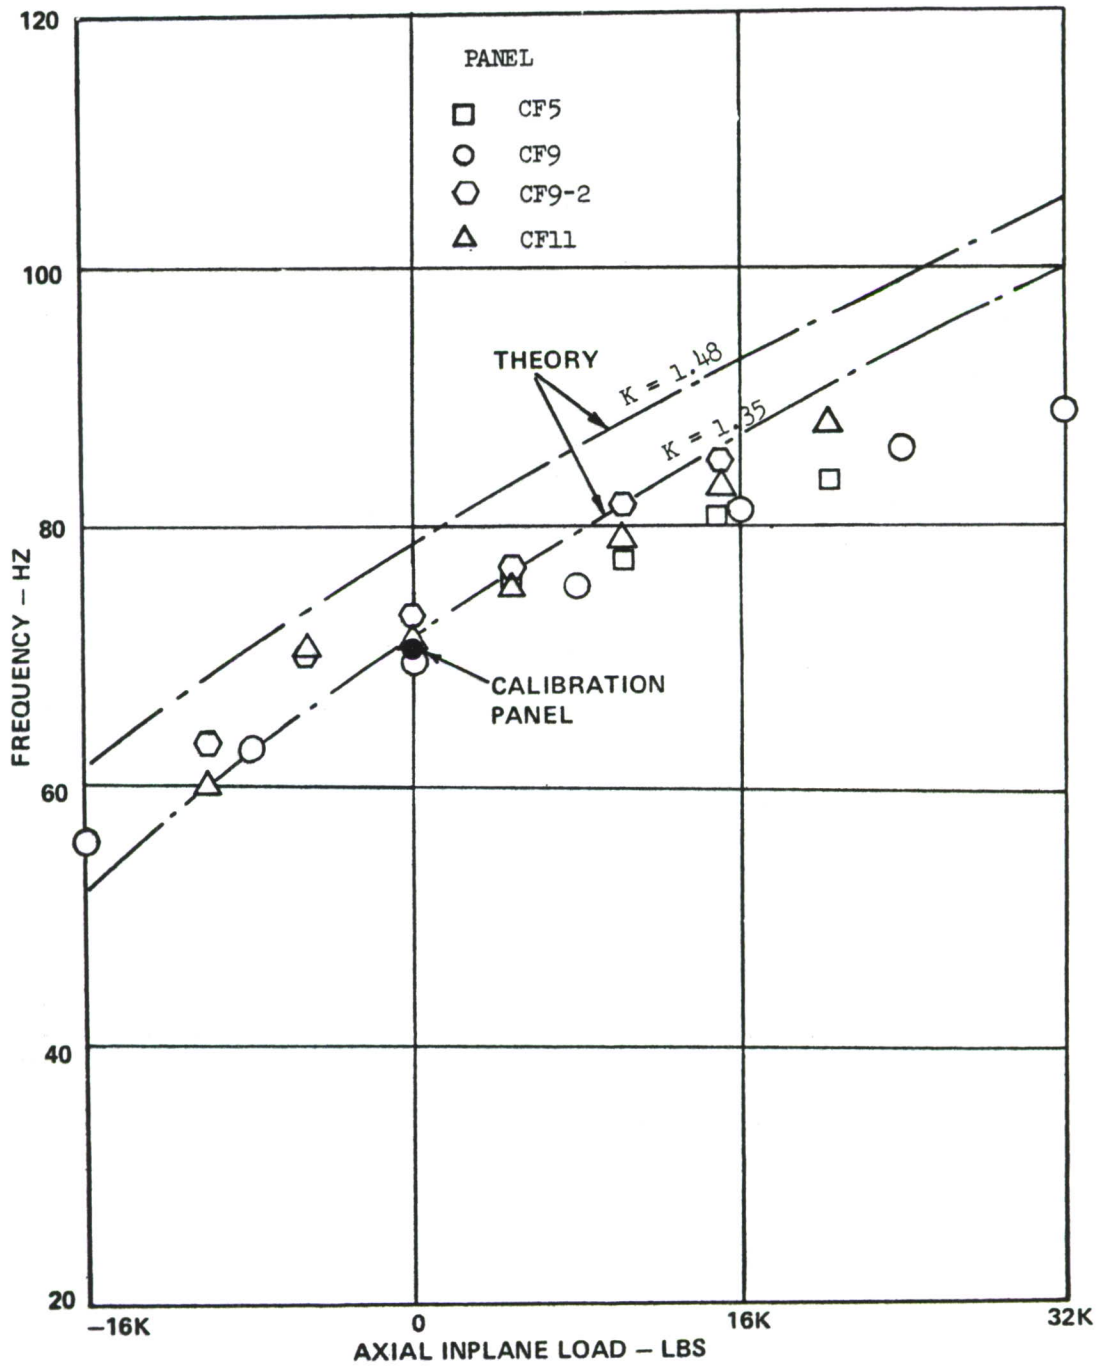 120
100
80
60
40
20
FREQUENCY – HZ
PANEL
CF5
CF9
CF9-2
CF11
THEORY
K = 1.48
K = 1.35
CALIBRATION
PANEL
–16K
0
16K
32K
AXIAL INPLANE LOAD – LBS